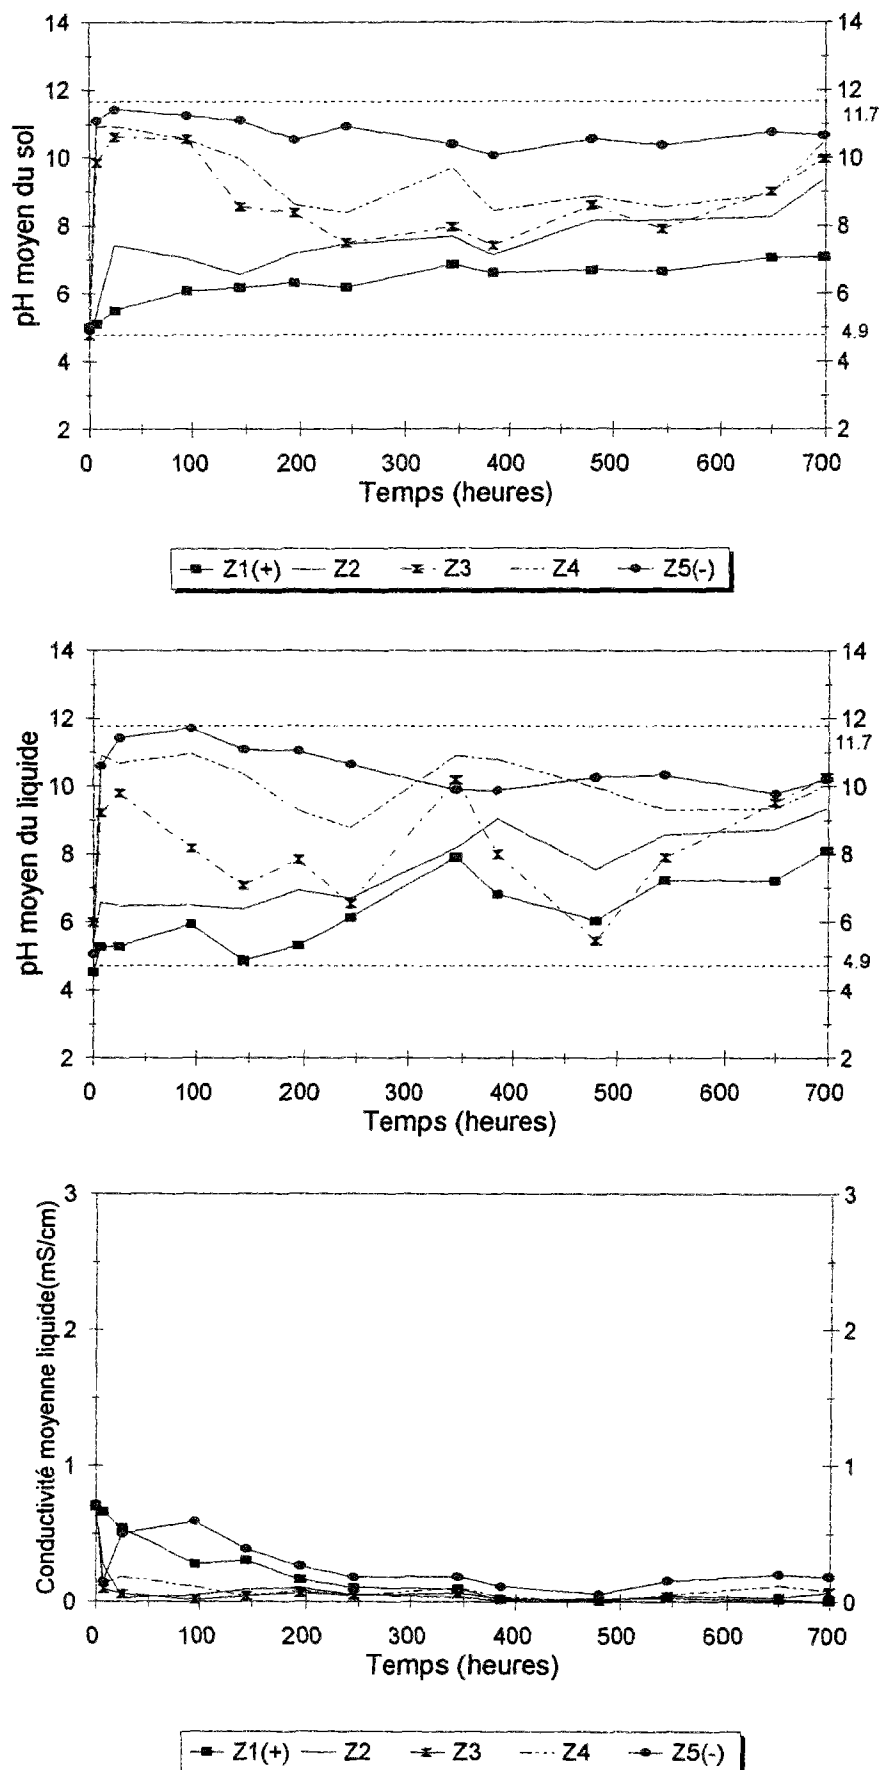 14 14
12 12
11.7
10 10
8 8
6 6
4.9
4 4
2 2
pH moyen du sol
0 100 200 300 400 500 600 700
Temps (heures)
Z1(+) Z2 Z3 Z4 Z5(-)
14 14
12 12
11.7
10 10
8 8
6 6
4.9
4 4
2 2
pH moyen du liquide
0 100 200 300 400 500 600 700
Temps (heures)
3 3
2 2
1 1
0 0
Conductivité moyenne liquide(mS/cm)
0 100 200 300 400 500 600 700
Temps (heures)
Z1(+) Z2 Z3 Z4 Z5(-)